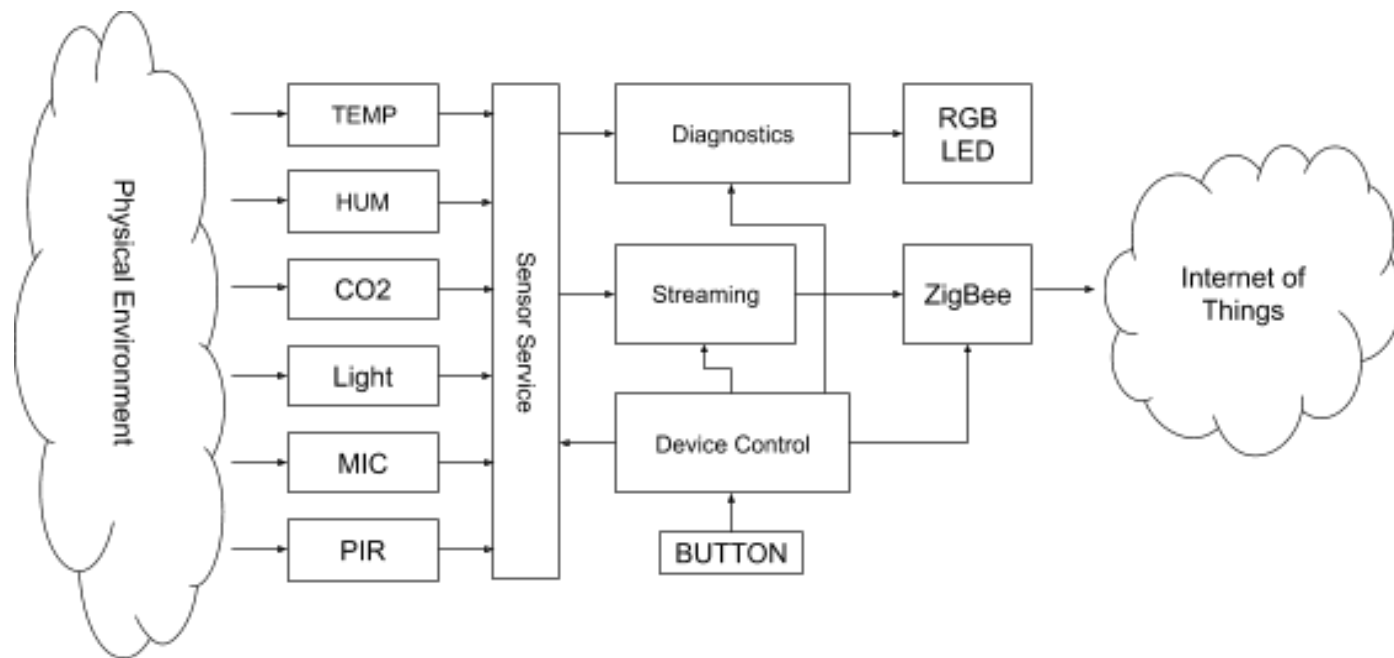 Physical Environment
TEMP
HUM
CO2
Light
MIC
PIR
Sensor Service
Diagnostics
Streaming
Device Control
BUTTON
RGB
LED
ZigBee
Internet of
Things